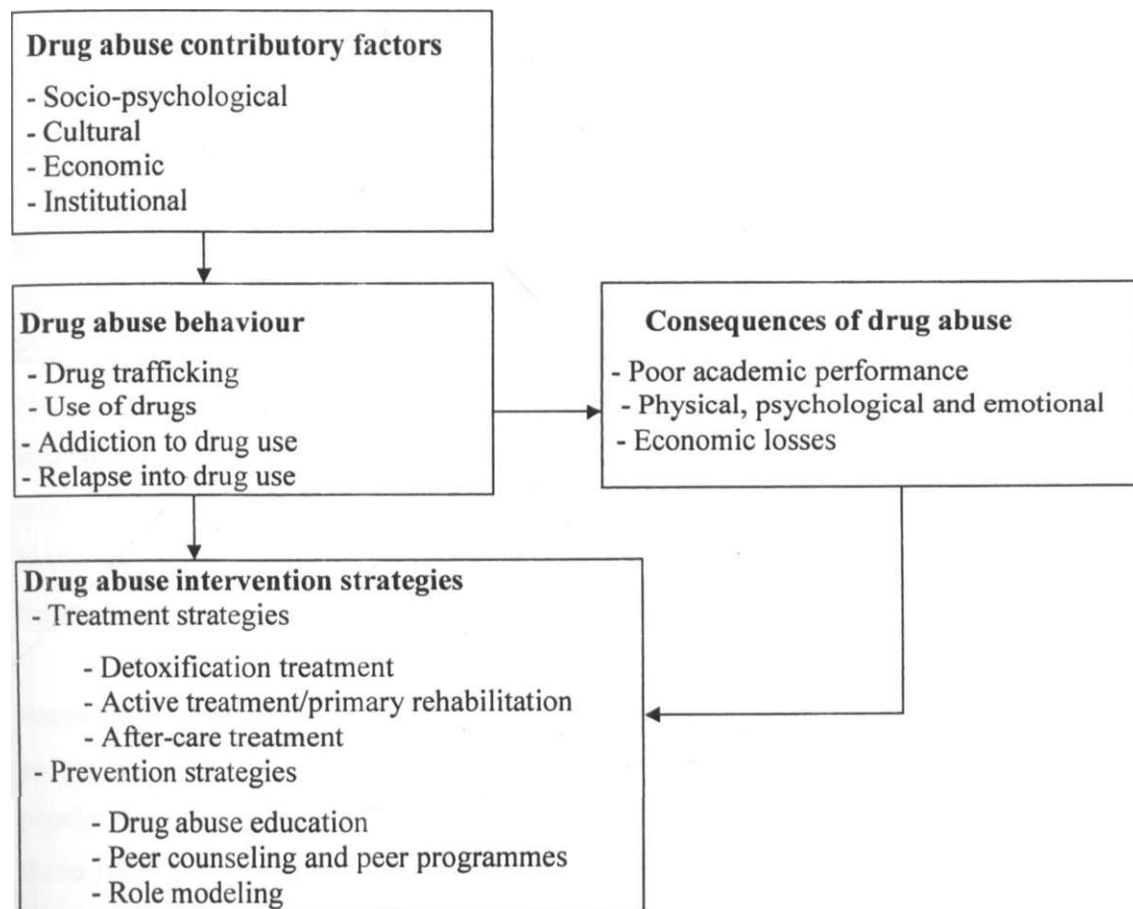 Drug abuse contributory factors
- Socio-psychological
- Cultural
- Economic
- Institutional
Drug abuse behaviour
- Drug trafficking
- Use of drugs
- Addiction to drug use
- Relapse into drug use
Consequences of drug abuse
- Poor academic performance
- Physical, psychological and emotional
- Economic losses
Drug abuse intervention strategies
- Treatment strategies
- Detoxification treatment
- Active treatment/primary rehabilitation
- After-care treatment
- Prevention strategies
- Drug abuse education
- Peer counseling and peer programmes
- Role modeling